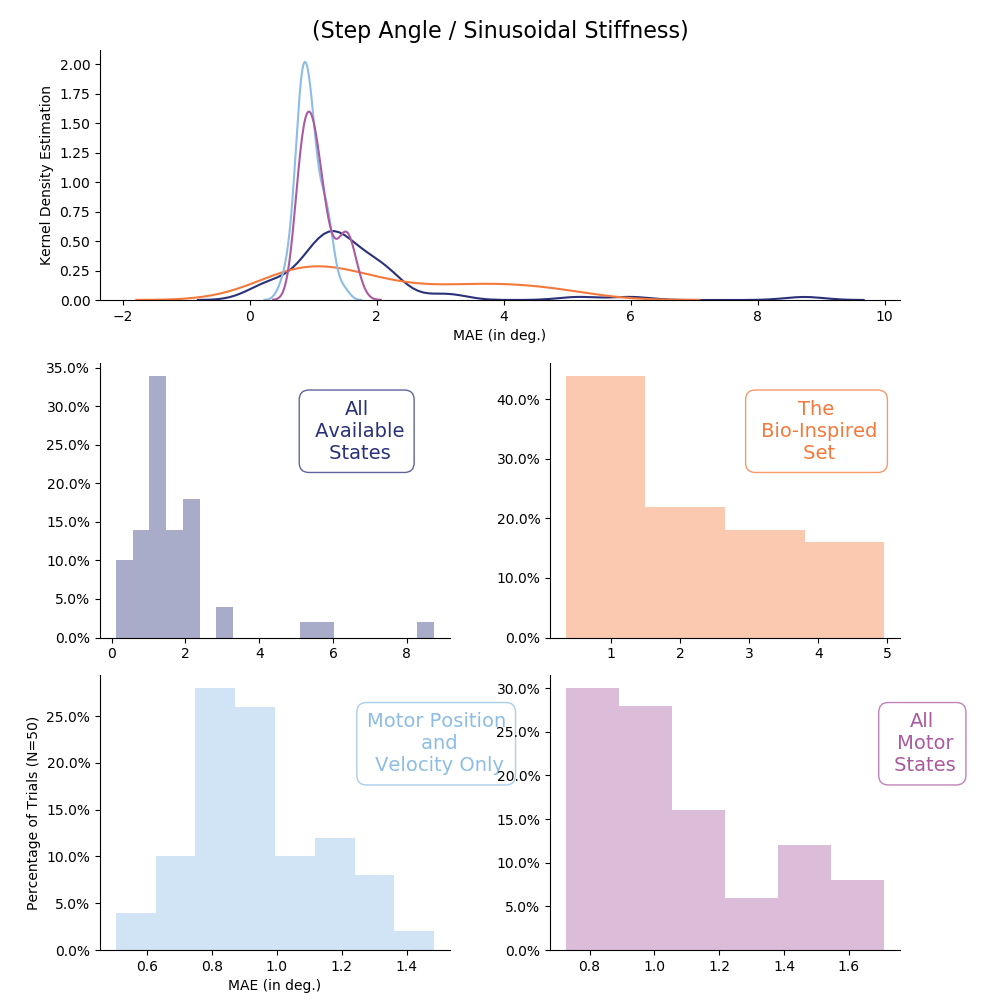 (Step Angle / Sinusoidal Stiffness)
Kernel Density Estimation
2.00
1.75
1.50
1.25
1.00
0.75
0.50
0.25
0.00
−2 0 2 4 6 8 10
MAE (in deg.)
35.0%
30.0%
25.0%
20.0%
15.0%
10.0%
5.0%
0.0%
0 2 4 6 8
All
Available
States
40.0%
30.0%
20.0%
10.0%
0.0%
1 2 3 4 5
The
Bio-Inspired
Set
Percentage of Trials (N=50)
25.0%
20.0%
15.0%
10.0%
5.0%
0.0%
0.6 0.8 1.0 1.2 1.4
MAE (in deg.)
Motor Position
and
Velocity Only
30.0%
25.0%
20.0%
15.0%
10.0%
5.0%
0.0%
0.8 1.0 1.2 1.4 1.6
All
Motor
States